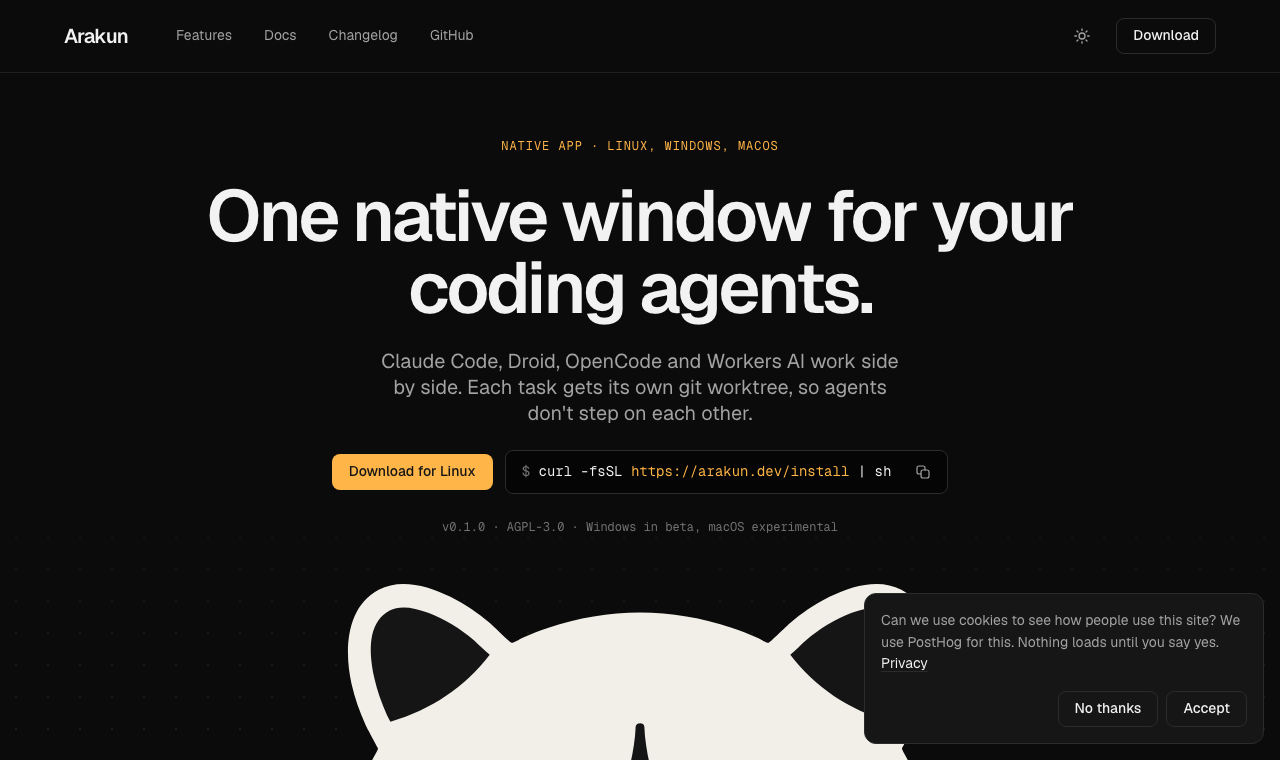 Arakun
Features
Docs
Changelog
GitHub
Download
NATIVE APP · LINUX, WINDOWS, MACOS
One native window for your
coding agents.
Claude Code, Droid, OpenCode and Workers AI work side
by side. Each task gets its own git worktree, so agents
don't step on each other.
Download for Linux
$ curl -fsSL https://arakun.dev/install | sh
v0.1.0 · AGPL-3.0 · Windows in beta, macOS experimental
Can we use cookies to see how people use this site? We
use PostHog for this. Nothing loads until you say yes.
Privacy
No thanks
Accept